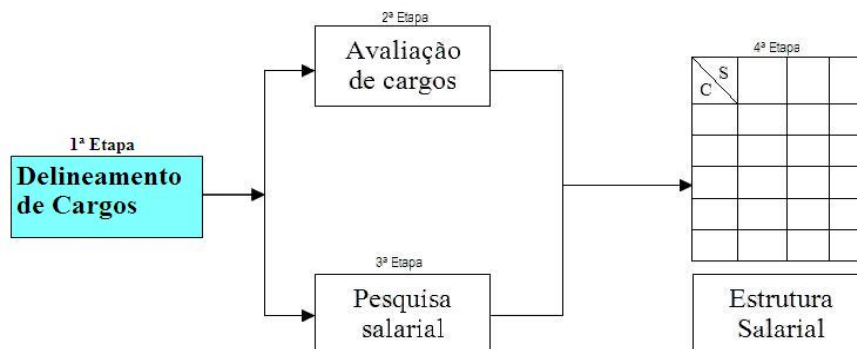 1ª Etapa
Delineamento
de Cargos
2ª Etapa
Avaliação
de cargos
3ª Etapa
Pesquisa
salarial
4ª Etapa
S
C
Estrutura
Salarial